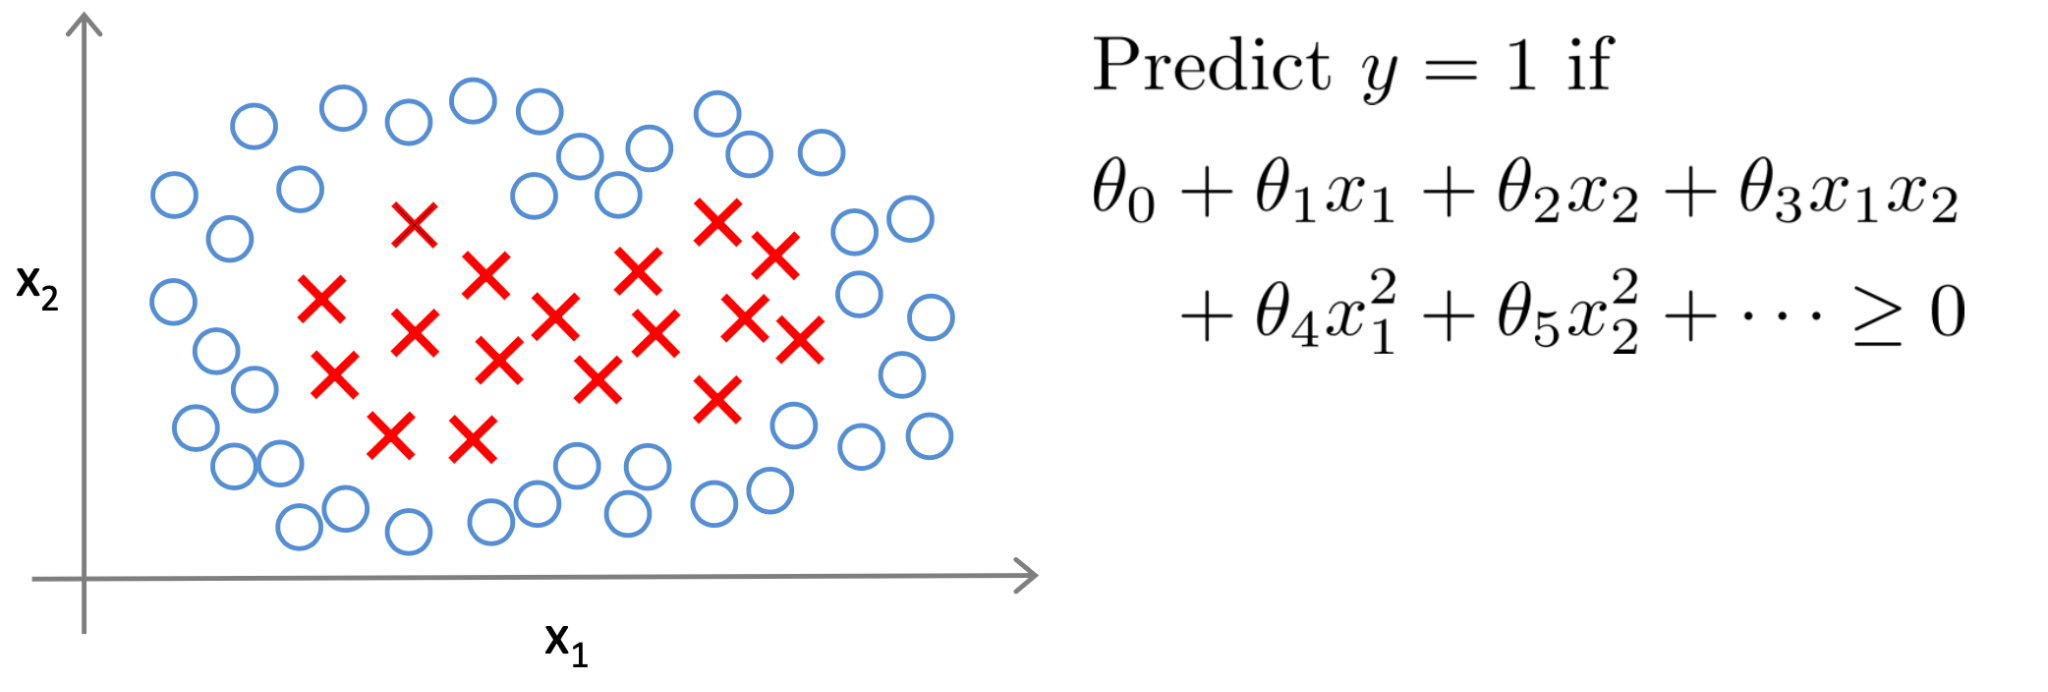 Predict y = 1 if
θ₀ + θ₁x₁ + θ₂x₂ + θ₃x₁x₂
+ θ₄x₁² + θ₅x₂² + ⋯ ≥ 0
x₂
x₁